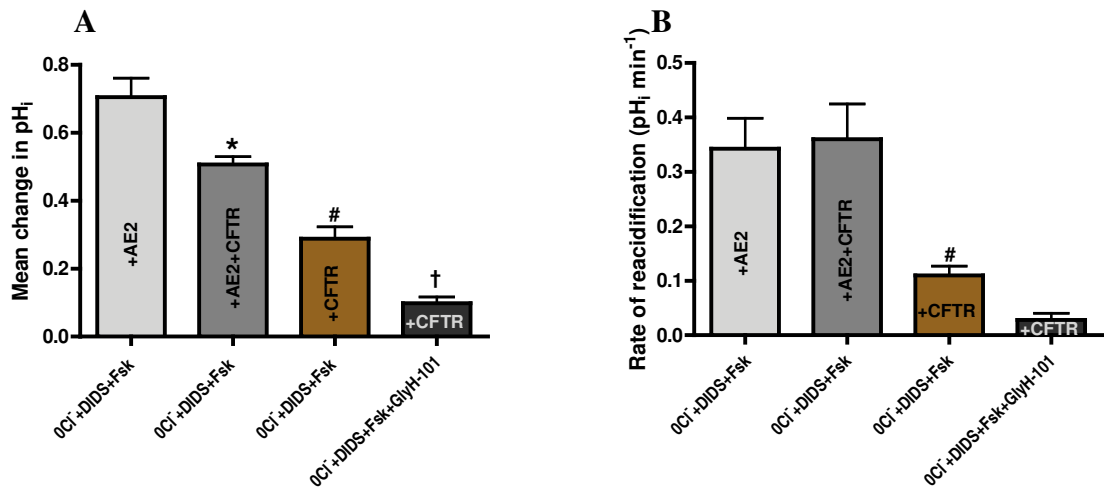 A
Mean change in pHi
0.8
0.6
0.4
0.2
0.0
+AE2
*
+AE2+CFTR
#
+CFTR
†
+CFTR
0Cl-+DIDS+Fsk
0Cl-+DIDS+Fsk
0Cl-+DIDS+Fsk
0Cl-+DIDS+Fsk+GlyH-101
B
Rate of reacidification (pHi min-1)
0.5
0.4
0.3
0.2
0.1
0.0
+AE2
+AE2+CFTR
#
+CFTR
+CFTR
0Cl-+DIDS+Fsk
0Cl-+DIDS+Fsk
0Cl-+DIDS+Fsk
0Cl-+DIDS+Fsk+GlyH-101